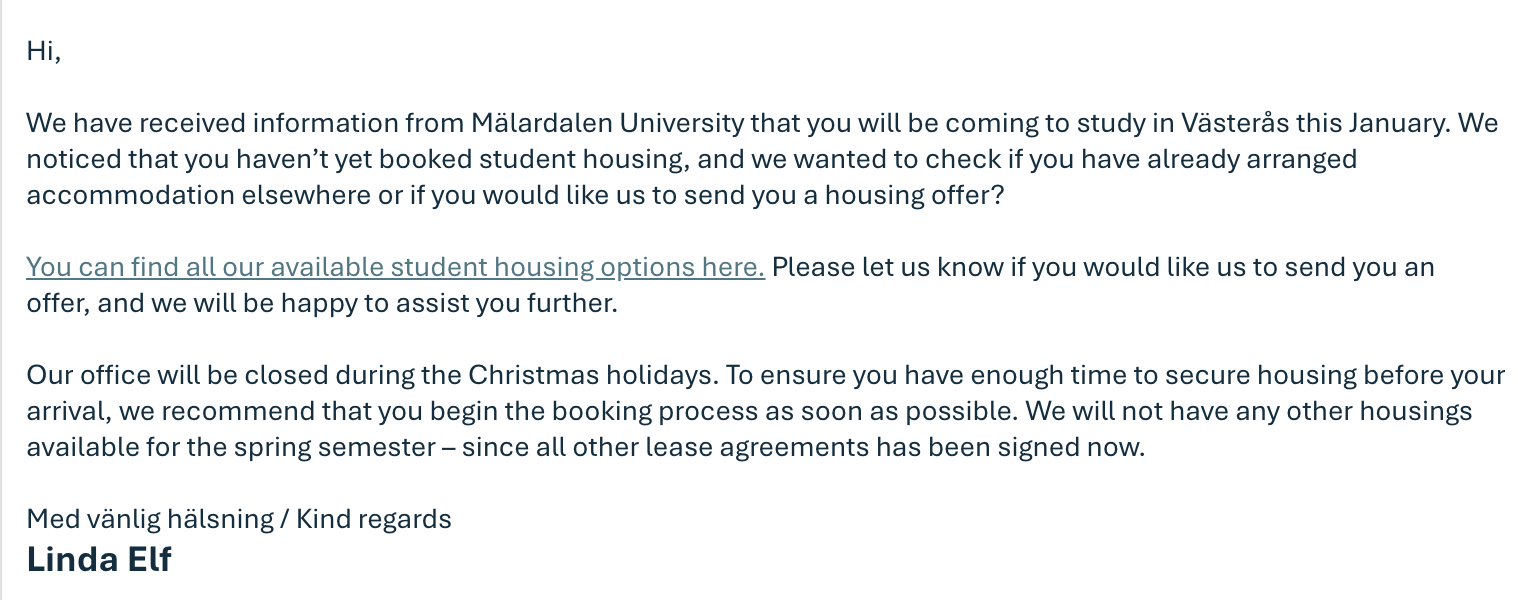 Hi,
We have received information from Mälardalen University that you will be coming to study in Västerås this January. We
noticed that you haven’t yet booked student housing, and we wanted to check if you have already arranged
accommodation elsewhere or if you would like us to send you a housing offer?
You can find all our available student housing options here. Please let us know if you would like us to send you an
offer, and we will be happy to assist you further.
Our office will be closed during the Christmas holidays. To ensure you have enough time to secure housing before your
arrival, we recommend that you begin the booking process as soon as possible. We will not have any other housings
available for the spring semester – since all other lease agreements has been signed now.
Med vänlig hälsning / Kind regards
Linda Elf